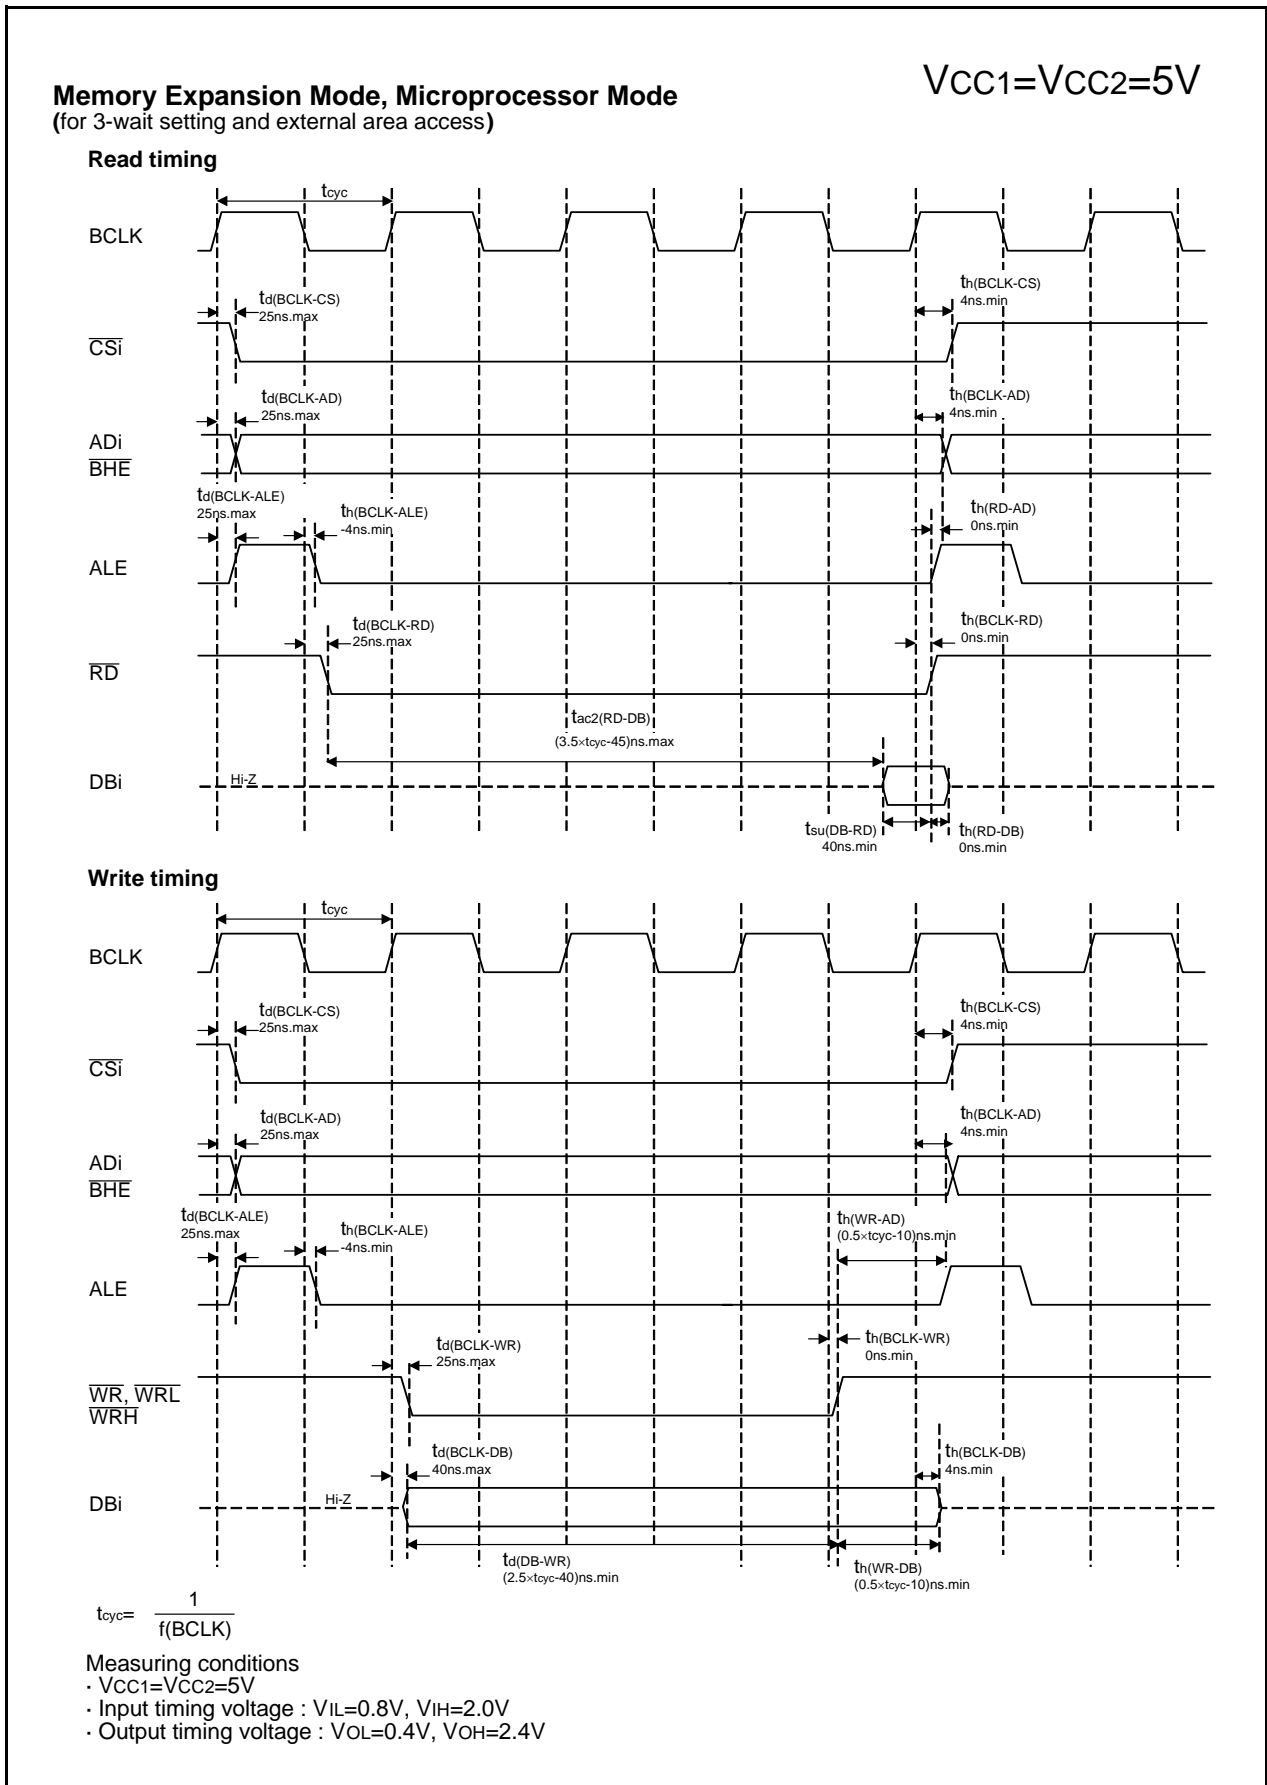 VCC1=VCC2=5V
Memory Expansion Mode, Microprocessor Mode
(for 3-wait setting and external area access)
Read timing
tcyc
BCLK
td(BCLK-CS)
25ns.max
th(BCLK-CS)
4ns.min
CSi
td(BCLK-AD)
25ns.max
th(BCLK-AD)
4ns.min
ADi
BHE
td(BCLK-ALE)
25ns.max
th(BCLK-ALE)
-4ns.min
th(RD-AD)
0ns.min
ALE
td(BCLK-RD)
25ns.max
th(BCLK-RD)
0ns.min
RD
tac2(RD-DB)
(3.5×tcyc-45)ns.max
DBi
Hi-Z
tsu(DB-RD)
40ns.min
th(RD-DB)
0ns.min
Write timing
tcyc
BCLK
td(BCLK-CS)
25ns.max
th(BCLK-CS)
4ns.min
CSi
td(BCLK-AD)
25ns.max
th(BCLK-AD)
4ns.min
ADi
BHE
td(BCLK-ALE)
25ns.max
th(BCLK-ALE)
-4ns.min
th(WR-AD)
(0.5×tcyc-10)ns.min
ALE
td(BCLK-WR)
25ns.max
th(BCLK-WR)
0ns.min
WR, WRL
WRH
td(BCLK-DB)
40ns.max
th(BCLK-DB)
4ns.min
DBi
Hi-Z
td(DB-WR)
(2.5×tcyc-40)ns.min
th(WR-DB)
(0.5×tcyc-10)ns.min
tcyc= 1
f(BCLK)
Measuring conditions
· VCC1=VCC2=5V
· Input timing voltage : VIL=0.8V, VIH=2.0V
· Output timing voltage : VOL=0.4V, VOH=2.4V